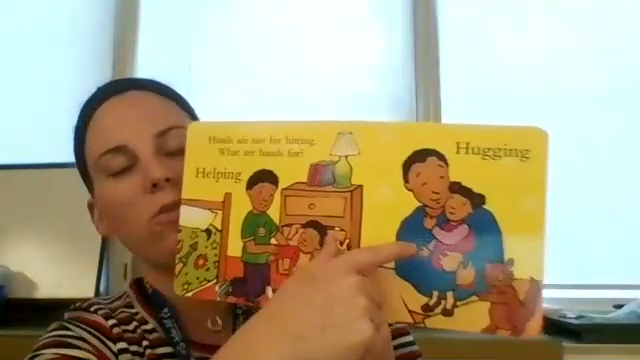 Hands are not for hitting.
What are hands for?
Helping
Hugging